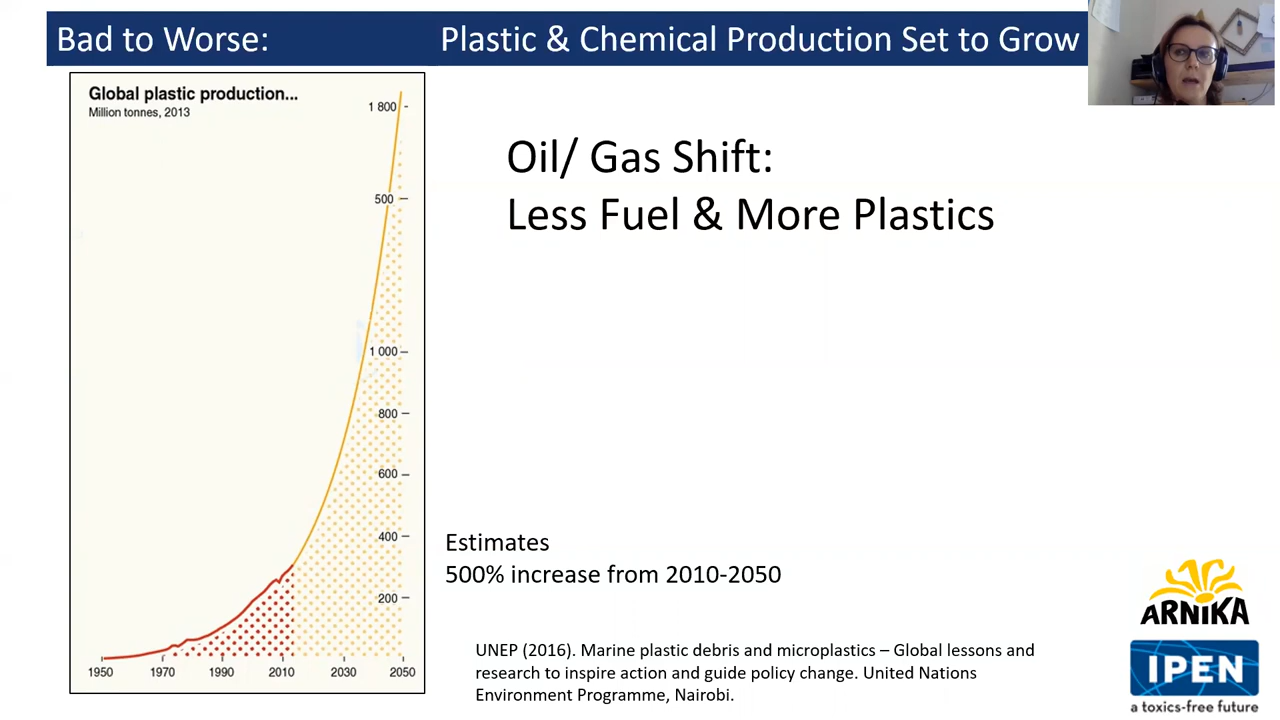 Bad to Worse: Plastic & Chemical Production Set to Grow
Global plastic production...
Million tonnes, 2013
1 800
500
1 000
800
600
400
200
1950 1970 1990 2010 2030 2050
Oil/ Gas Shift:
Less Fuel & More Plastics
Estimates
500% increase from 2010-2050
UNEP (2016). Marine plastic debris and microplastics – Global lessons and
research to inspire action and guide policy change. United Nations
Environment Programme, Nairobi.
ARNIKA
IPEN
a toxics-free future